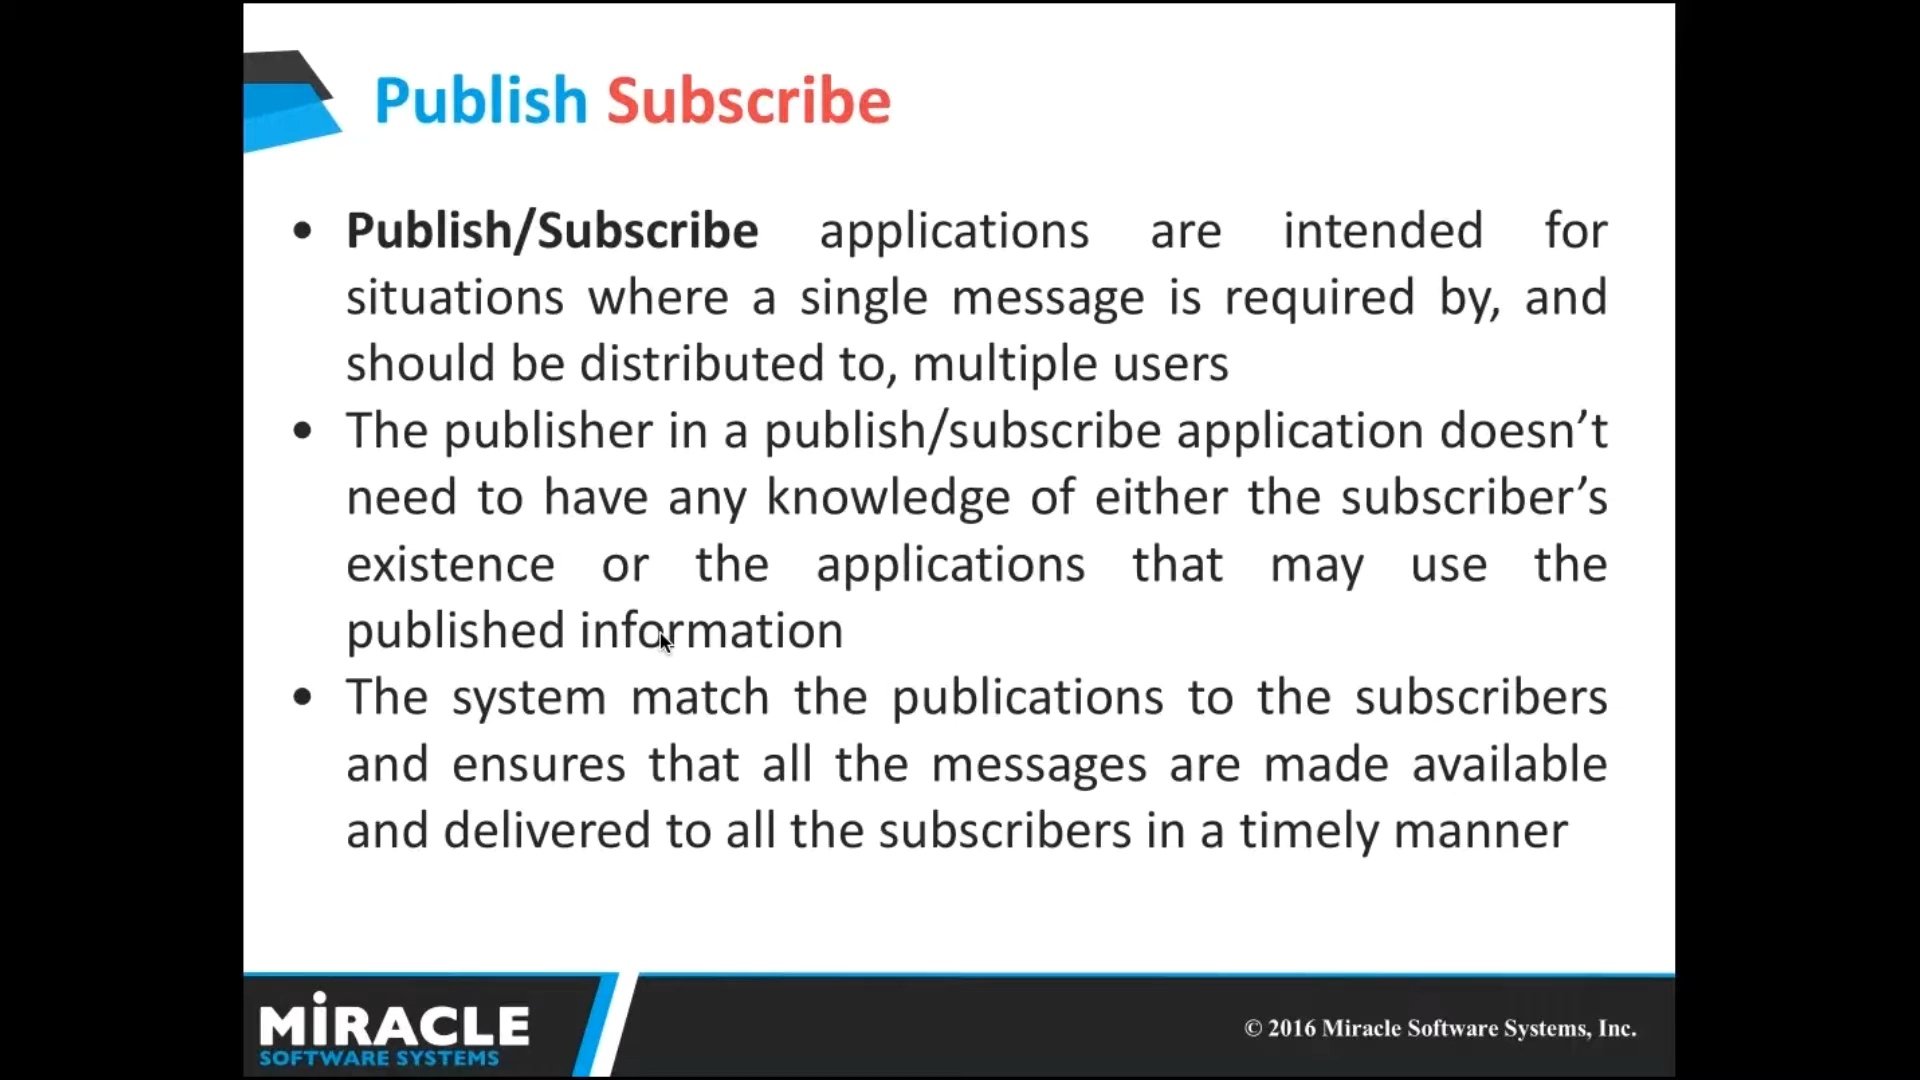 Publish Subscribe
• Publish/Subscribe applications are intended for
situations where a single message is required by, and
should be distributed to, multiple users
• The publisher in a publish/subscribe application doesn’t
need to have any knowledge of either the subscriber’s
existence or the applications that may use the
published information
• The system match the publications to the subscribers
and ensures that all the messages are made available
and delivered to all the subscribers in a timely manner
MiRACLE
SOFTWARE SYSTEMS
© 2016 Miracle Software Systems, Inc.